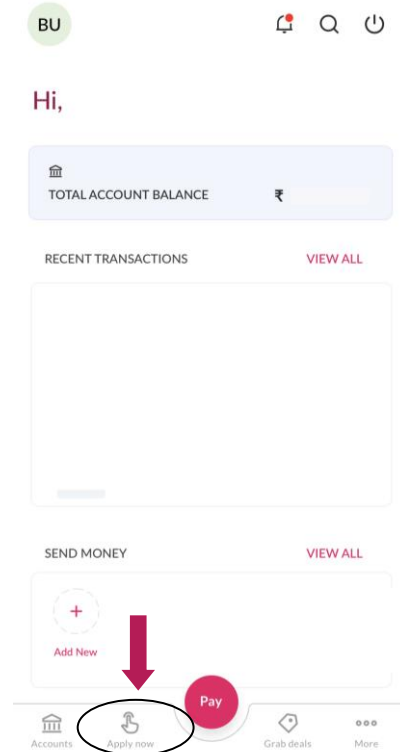 BU
Hi,
TOTAL ACCOUNT BALANCE ₹
RECENT TRANSACTIONS VIEW ALL
SEND MONEY VIEW ALL
+
Add New
Pay
Accounts Apply now Grab deals More